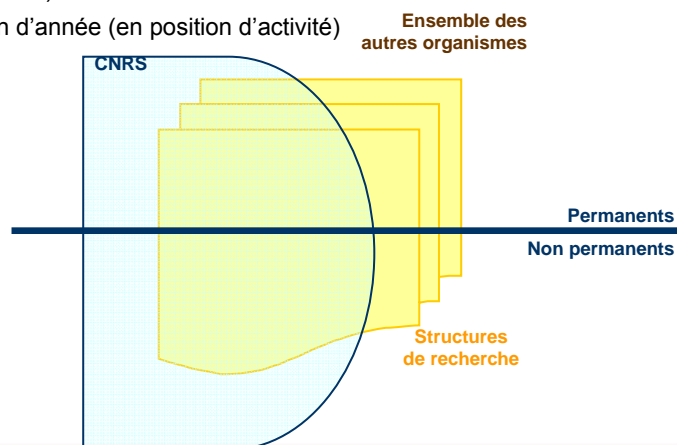 n d’année (en position d’activité)
Ensemble des
autres organismes
CNRS
Permanents
Non permanents
Structures
de recherche